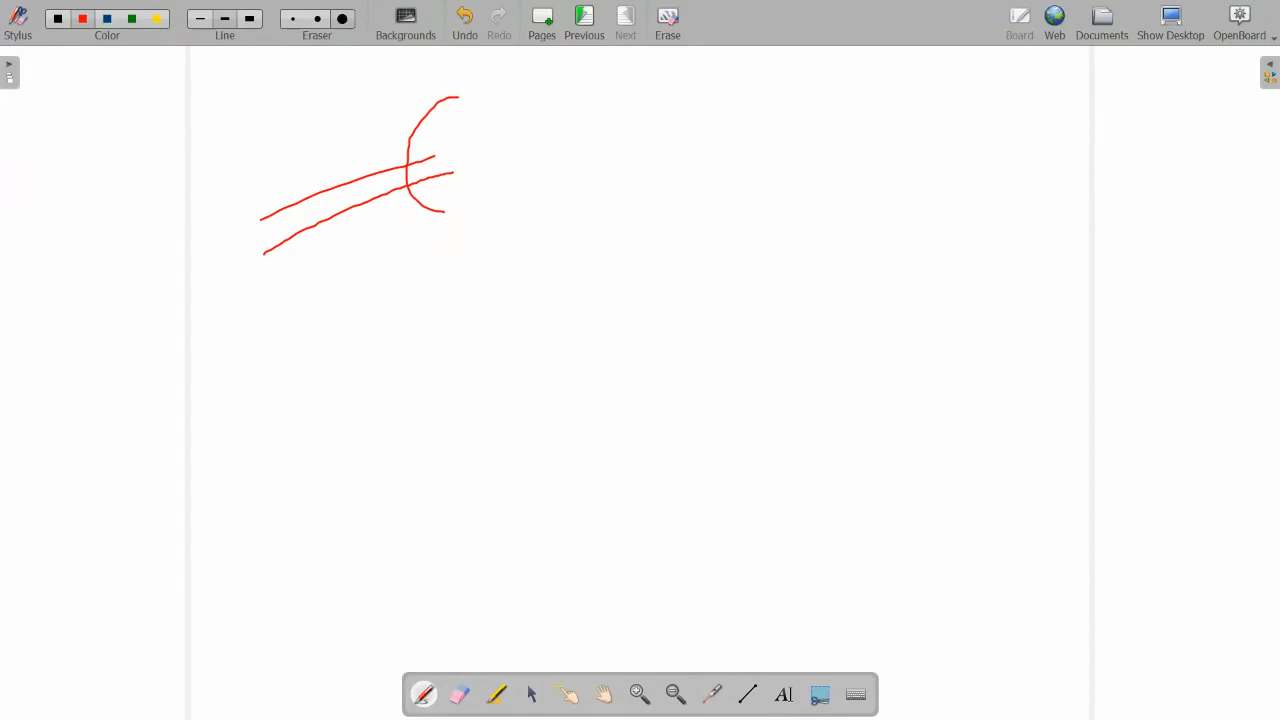 Stylus
Color
Line
Eraser
Backgrounds
Undo
Redo
Pages
Previous
Next
Erase
Board
Web
Documents
Show Desktop
OpenBoard